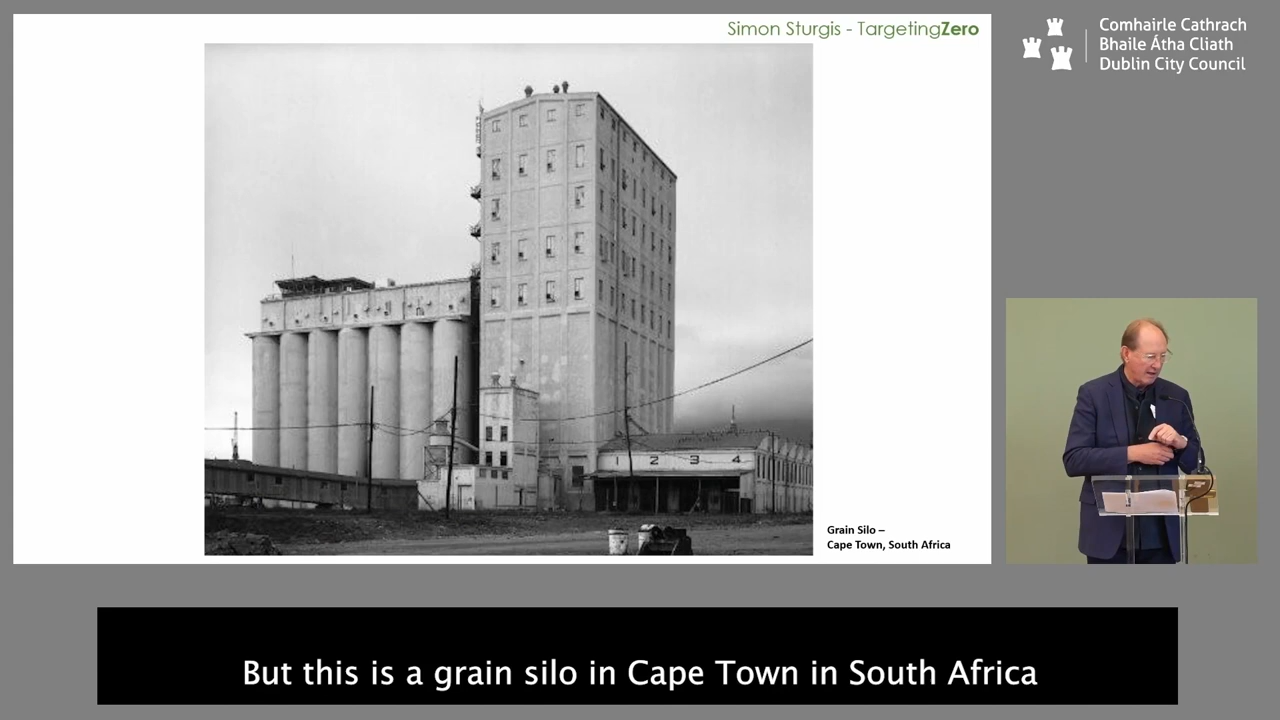 Simon Sturgis - TargetingZero
Comhairle Cathrach
Bhaile Átha Cliath
Dublin City Council
1 2 3 4
Grain Silo –
Cape Town, South Africa
But this is a grain silo in Cape Town in South Africa